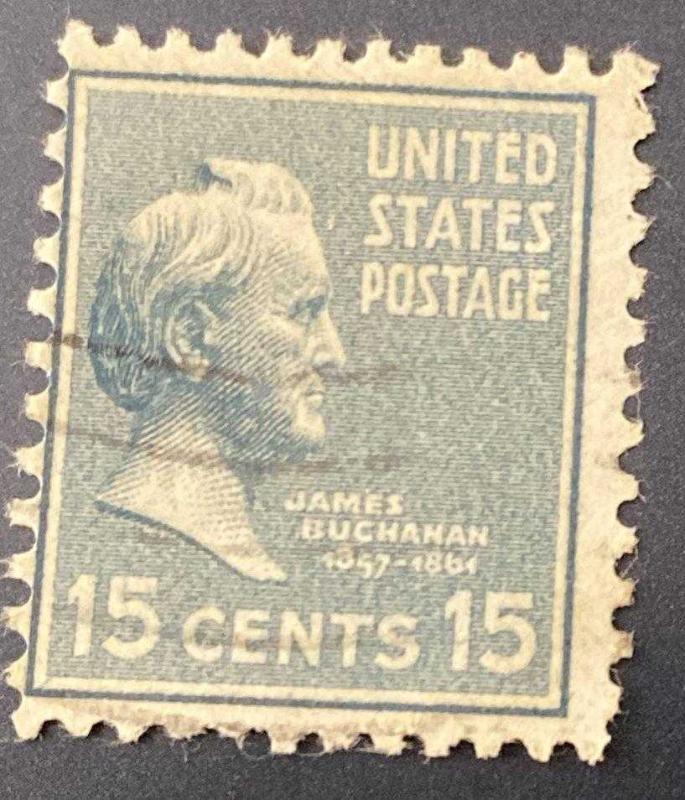 UNITED
STATES
POSTAGE
JAMES
BUCHANAN
1857-1861
15 CENTS 15